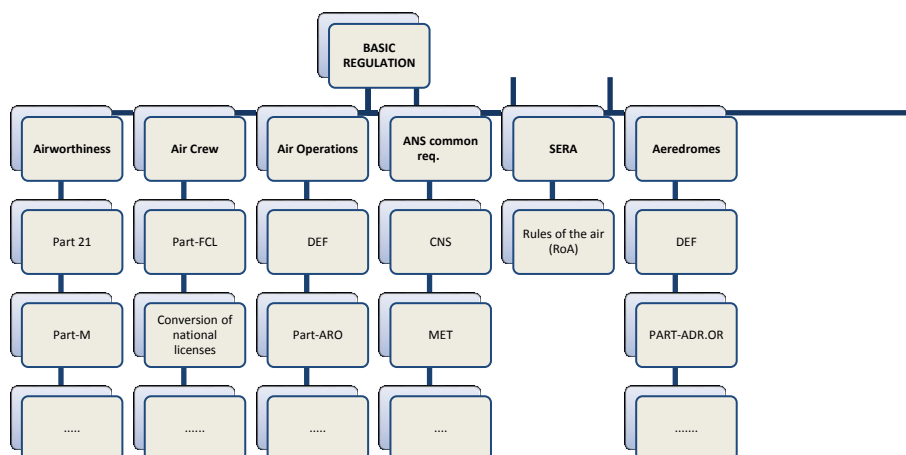 BASIC
REGULATION
Airworthiness
Air Crew
Air Operations
ANS common
req.
SERA
Aeredromes
Part 21
Part-FCL
DEF
CNS
Rules of the air
(RoA)
DEF
Part-M
Conversion of
national
licenses
Part-ARO
MET
PART-ADR.OR
.....
......
.....
....
.......